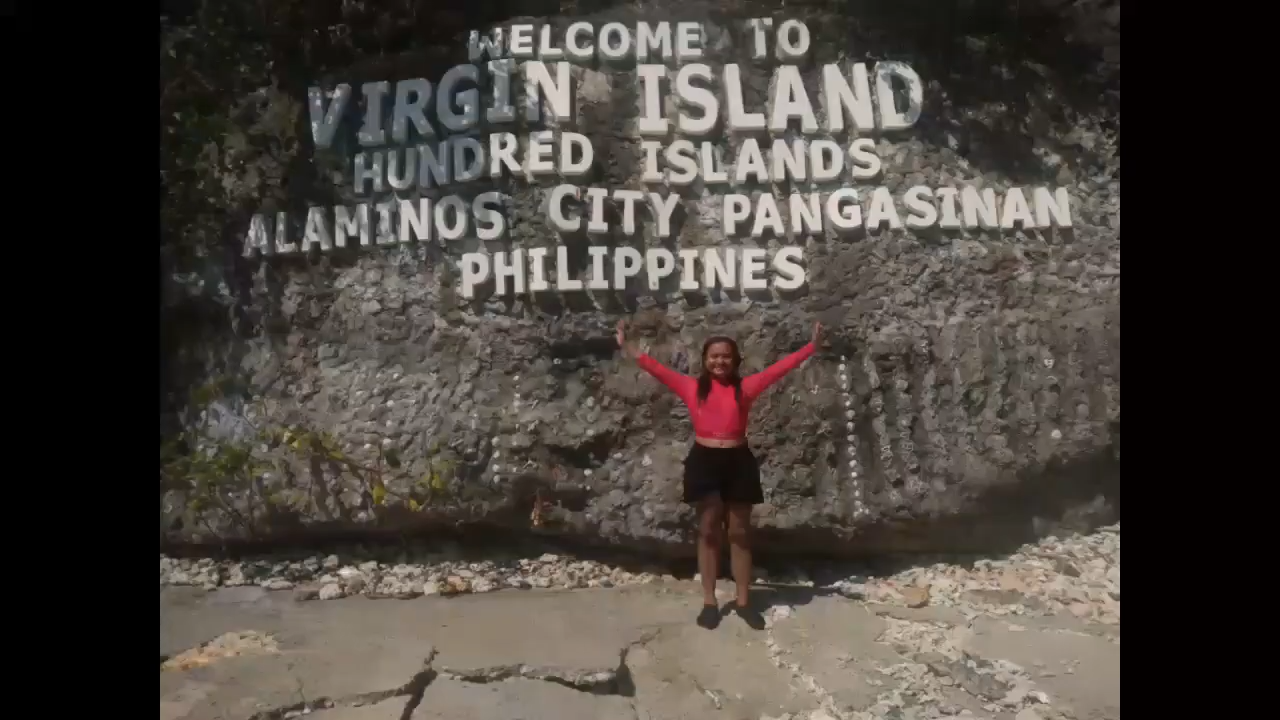 WELCOME TO
VIRGIN ISLAND
HUNDRED ISLANDS
ALAMINOS CITY PANGASINAN
PHILIPPINES